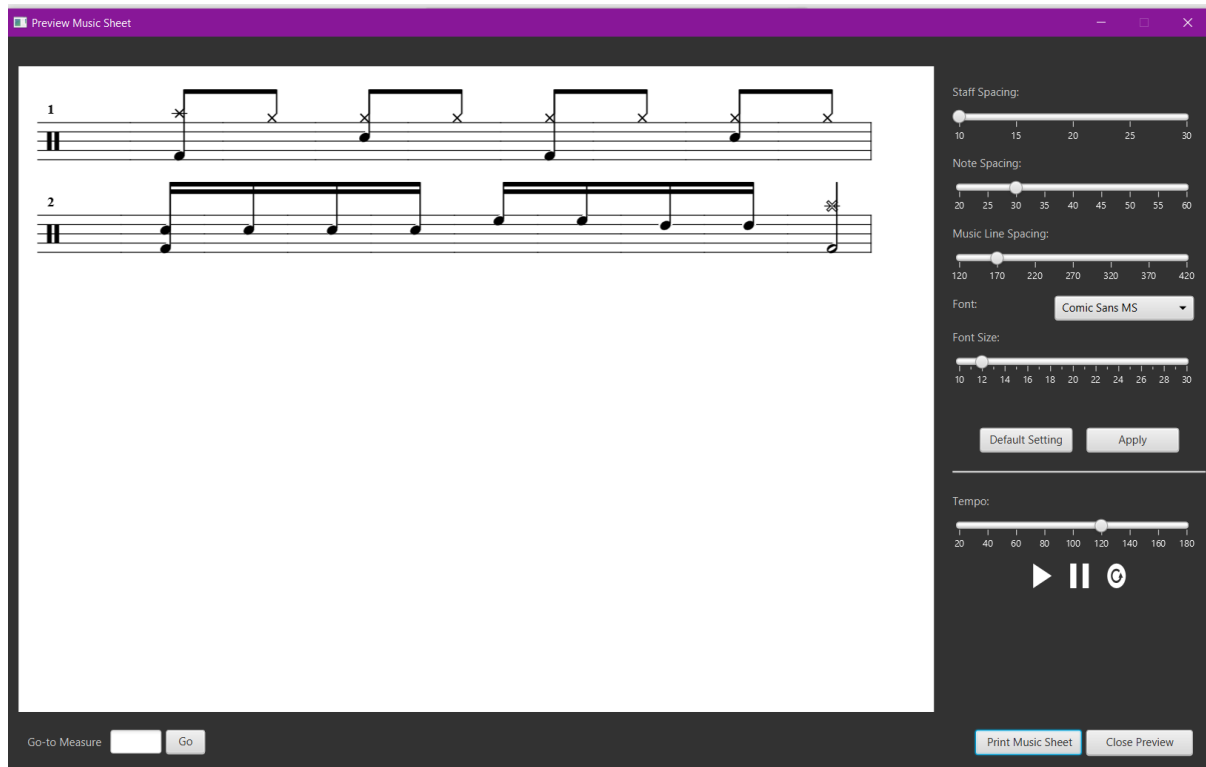 Preview Music Sheet
1
2
Staff Spacing:
10 15 20 25 30
Note Spacing:
20 25 30 35 40 45 50 55 60
Music Line Spacing:
120 170 220 270 320 370 420
Font: Comic Sans MS
Font Size:
10 12 14 16 18 20 22 24 26 28 30
Default Setting Apply
Tempo:
20 40 60 80 100 120 140 160 180
Go-to Measure Go Print Music Sheet Close Preview